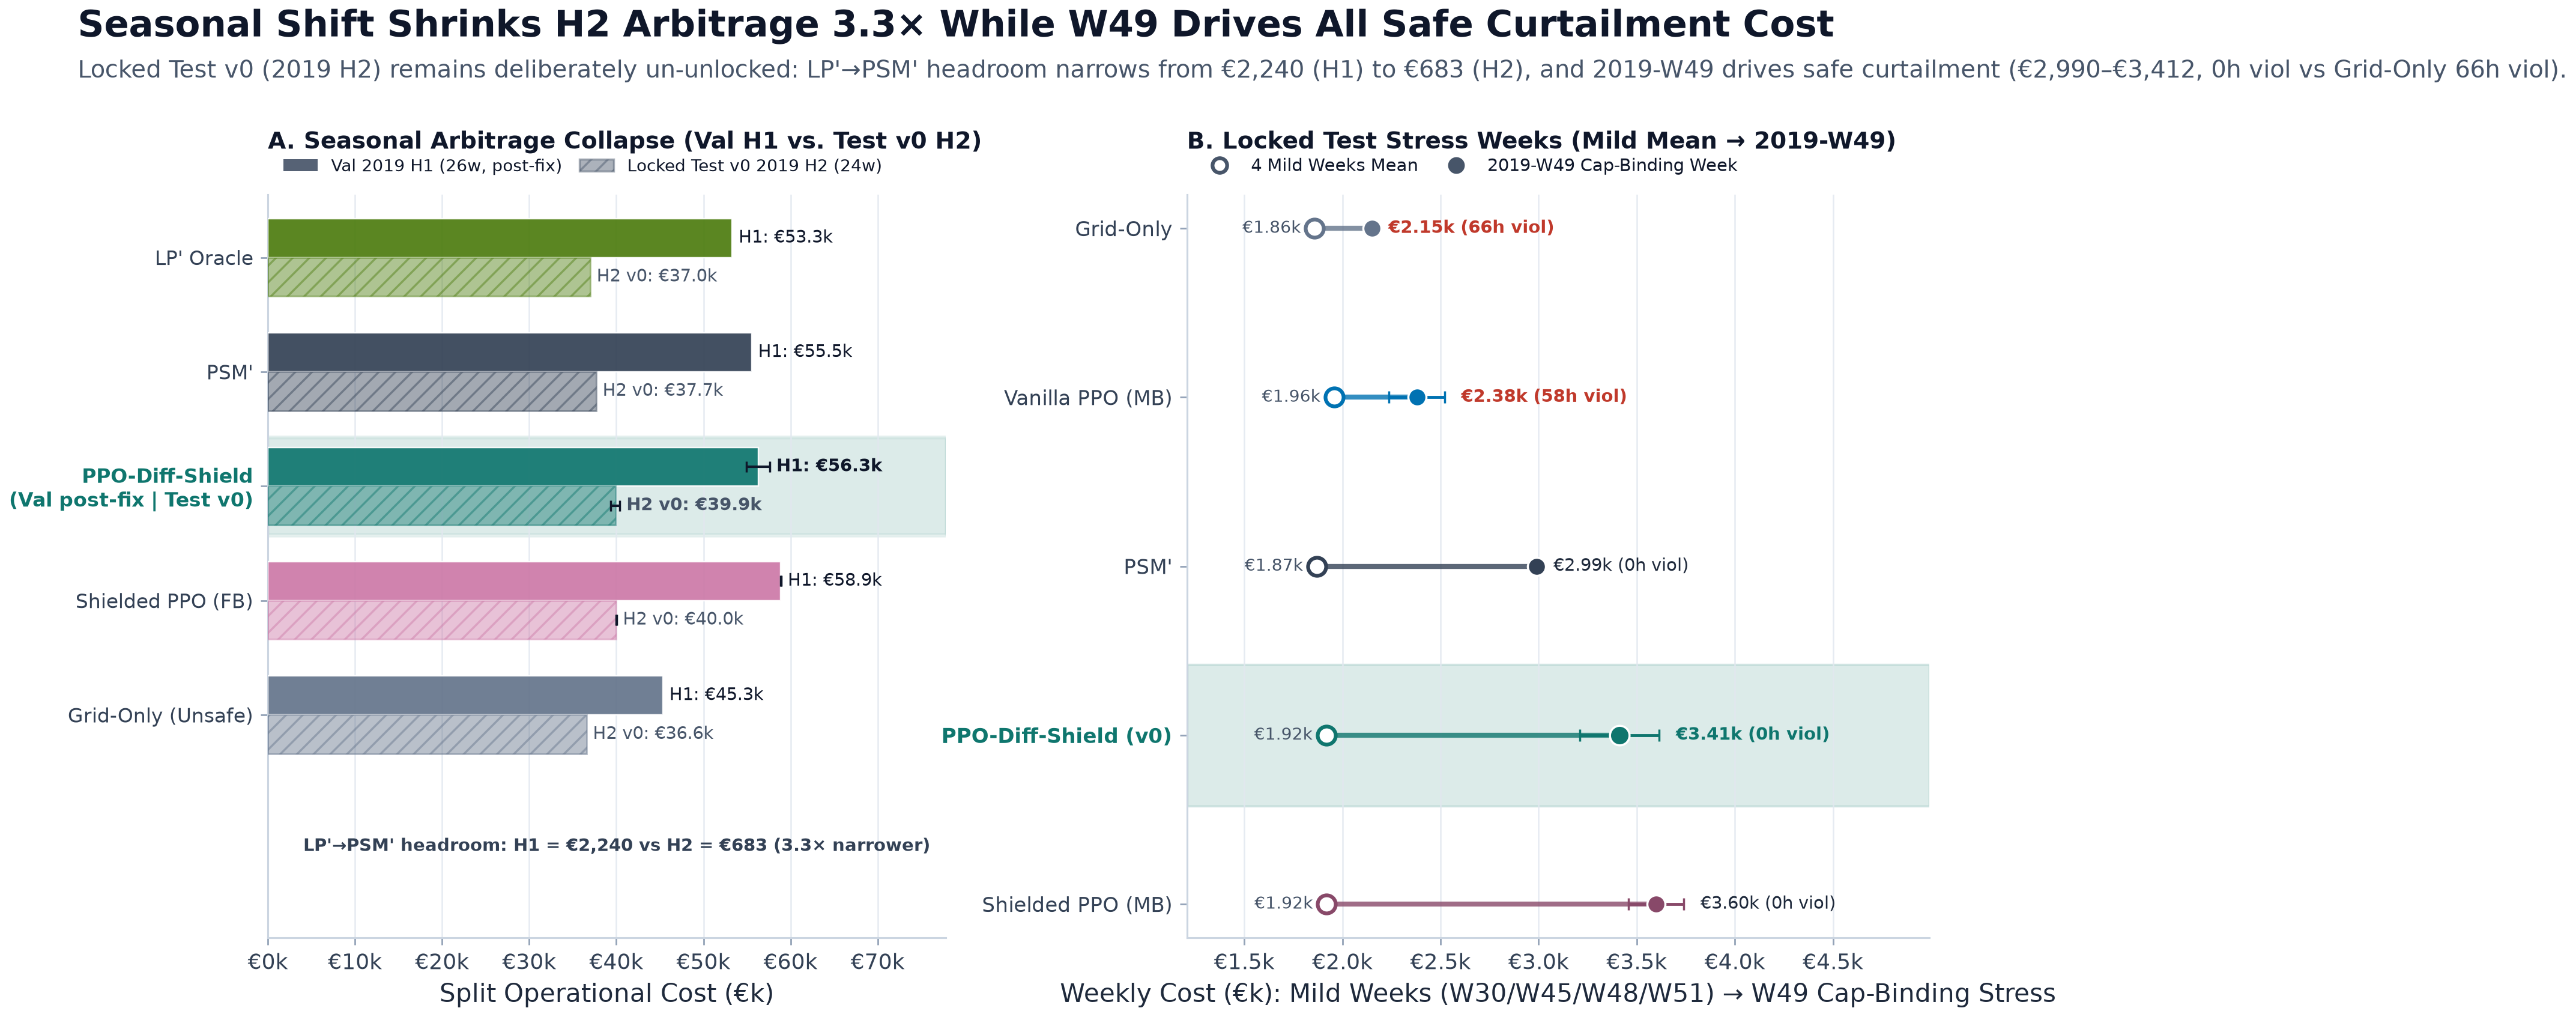 Seasonal Shift Shrinks H2 Arbitrage 3.3× While W49 Drives All Safe Curtailment Cost
Locked Test v0 (2019 H2) remains deliberately un-unlocked: LP'→PSM' headroom narrows from €2,240 (H1) to €683 (H2), and 2019-W49 drives safe curtailment (€2,990–€3,412, 0h viol vs Grid-Only 66h viol).
A. Seasonal Arbitrage Collapse (Val H1 vs. Test v0 H2)
Val 2019 H1 (26w, post-fix)
Locked Test v0 2019 H2 (24w)
LP' Oracle
H1: €53.3k
H2 v0: €37.0k
PSM'
H1: €55.5k
H2 v0: €37.7k
PPO-Diff-Shield
(Val post-fix | Test v0)
H1: €56.3k
H2 v0: €39.9k
Shielded PPO (FB)
H1: €58.9k
H2 v0: €40.0k
Grid-Only (Unsafe)
H1: €45.3k
H2 v0: €36.6k
LP'→PSM' headroom: H1 = €2,240 vs H2 = €683 (3.3× narrower)
€0k €10k €20k €30k €40k €50k €60k €70k
Split Operational Cost (€k)
B. Locked Test Stress Weeks (Mild Mean → 2019-W49)
4 Mild Weeks Mean
2019-W49 Cap-Binding Week
Grid-Only
€1.86k
€2.15k (66h viol)
Vanilla PPO (MB)
€1.96k
€2.38k (58h viol)
PSM'
€1.87k
€2.99k (0h viol)
PPO-Diff-Shield (v0)
€1.92k
€3.41k (0h viol)
Shielded PPO (MB)
€1.92k
€3.60k (0h viol)
€1.5k €2.0k €2.5k €3.0k €3.5k €4.0k €4.5k
Weekly Cost (€k): Mild Weeks (W30/W45/W48/W51) → W49 Cap-Binding Stress